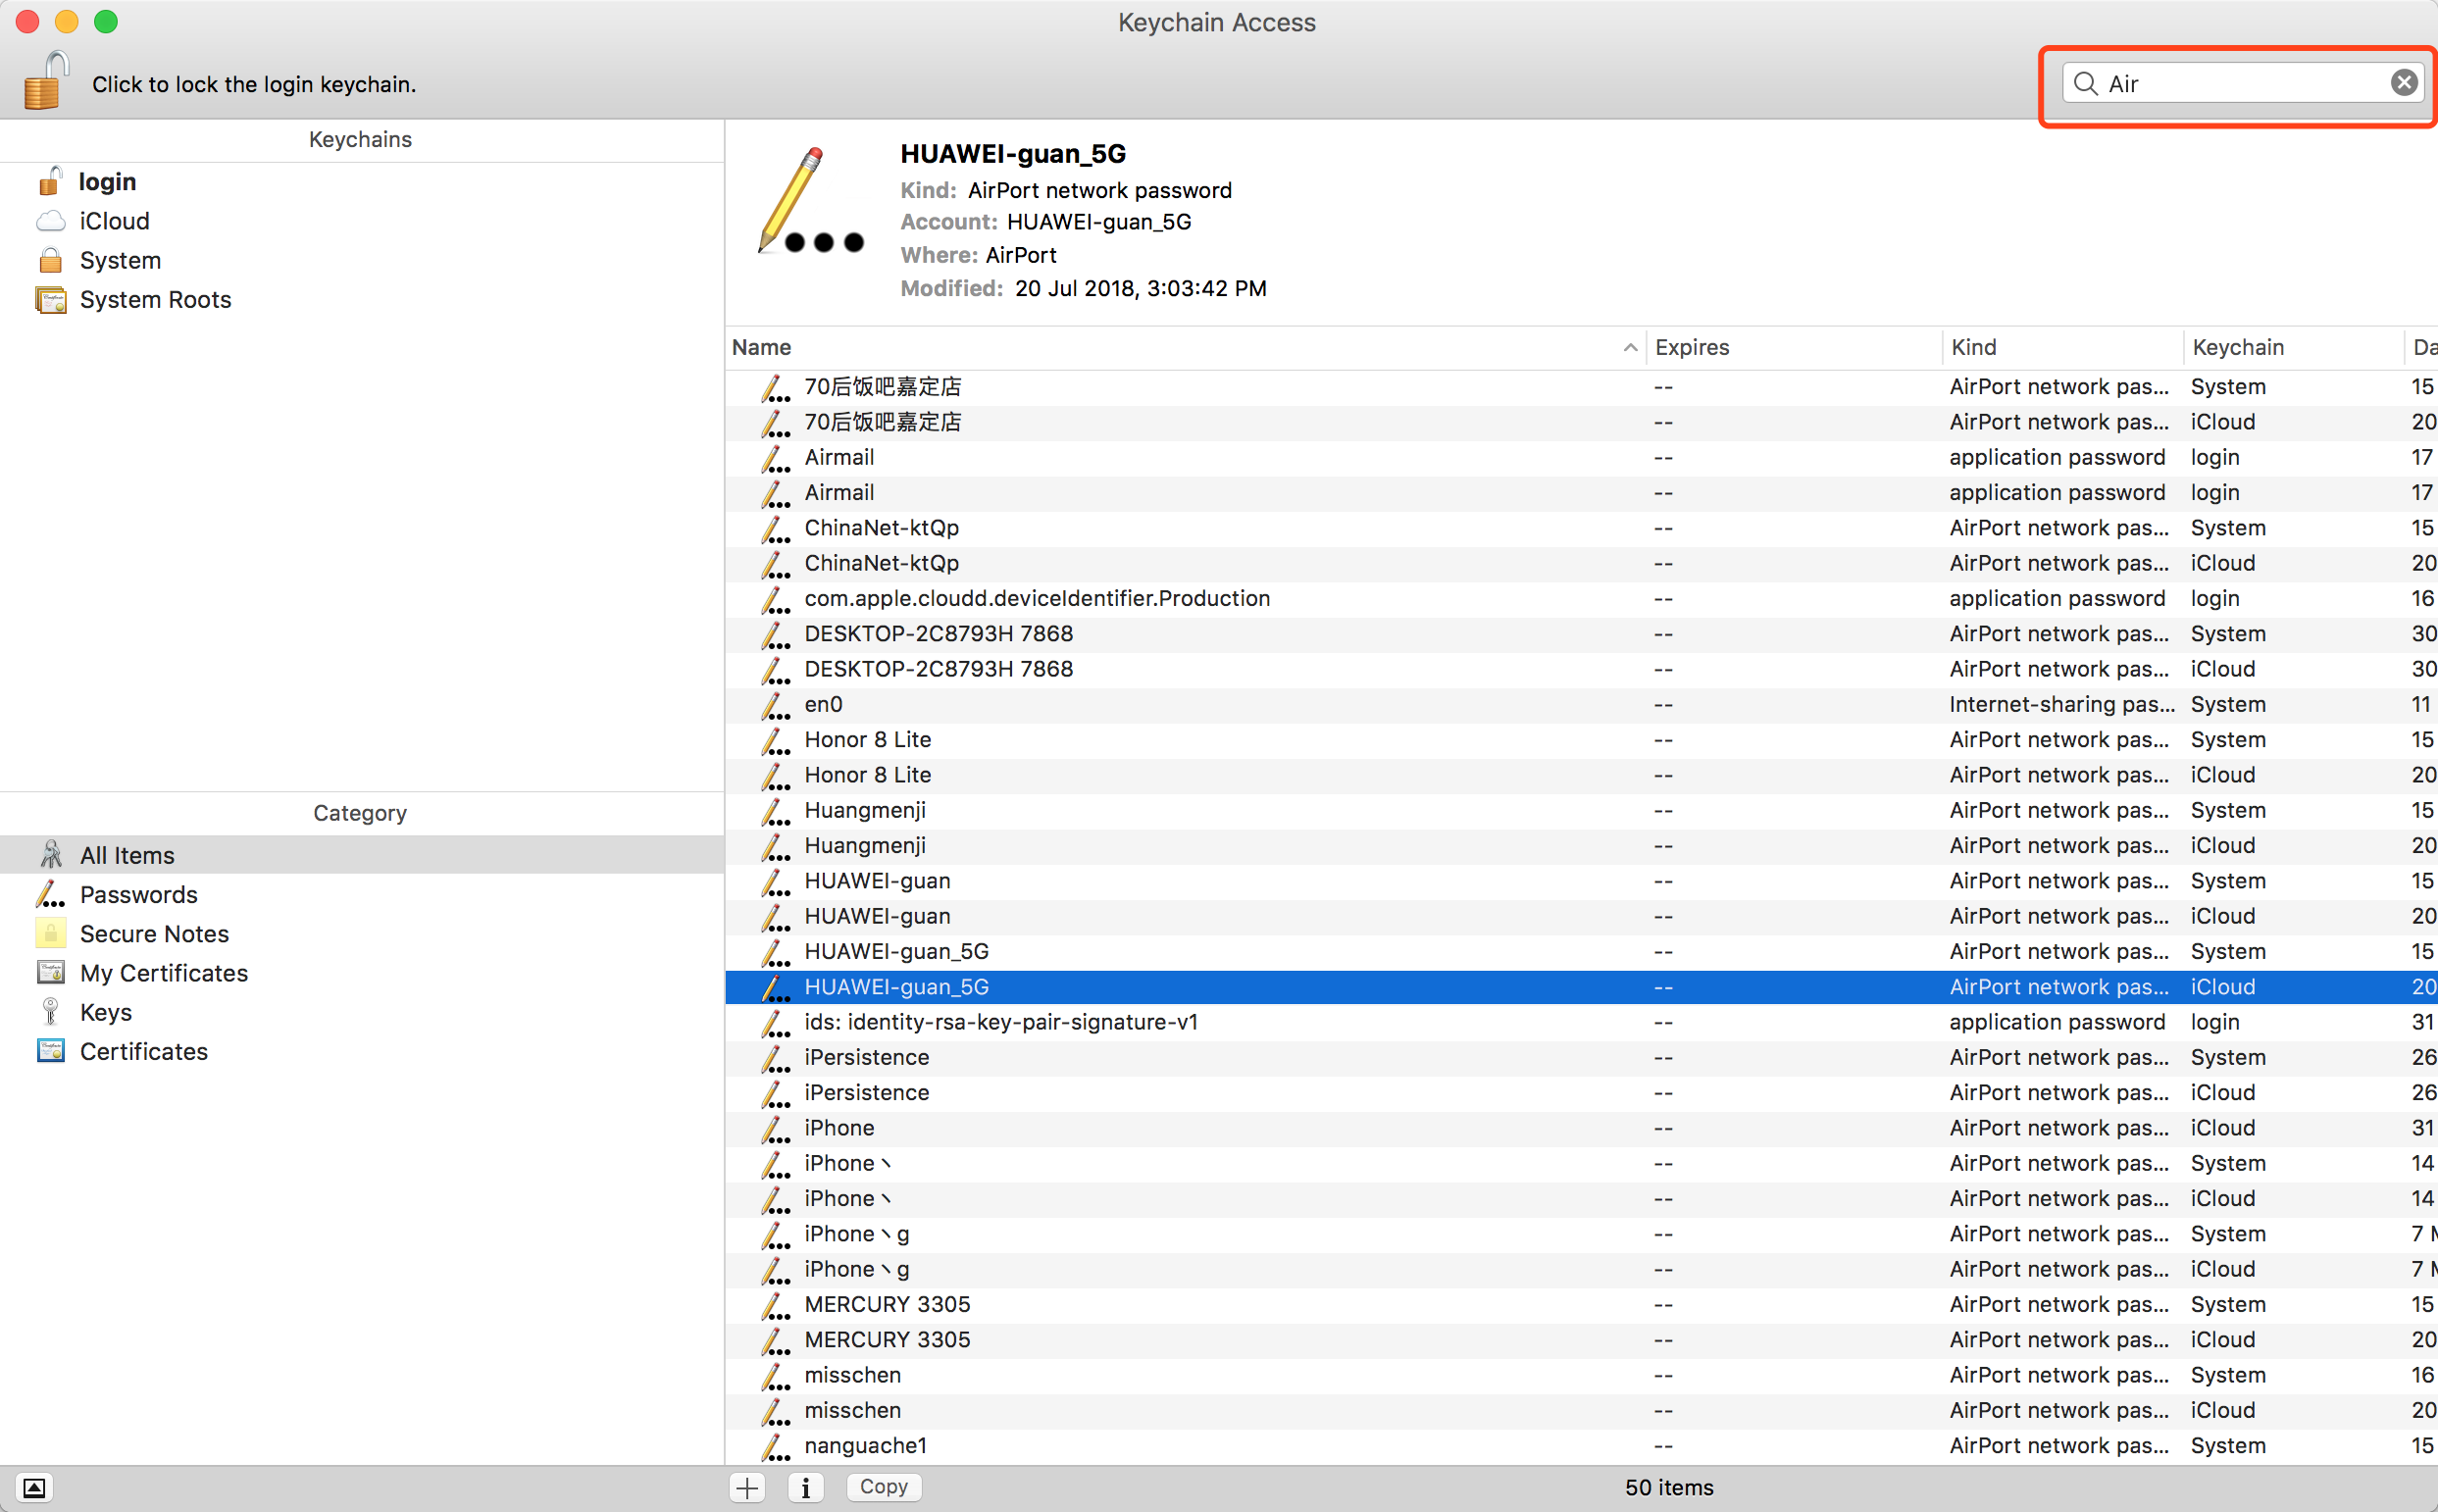 Keychain Access
Click to lock the login keychain.
Air
Keychains
login
iCloud
System
System Roots
Category
All Items
Passwords
Secure Notes
My Certificates
Keys
Certificates
HUAWEI-guan_5G
Kind: AirPort network password
Account: HUAWEI-guan_5G
Where: AirPort
Modified: 20 Jul 2018, 3:03:42 PM
Name Expires Kind Keychain Da
70后饭吧嘉定店 -- AirPort network pas... System 15
70后饭吧嘉定店 -- AirPort network pas... iCloud 20
Airmail -- application password login 17
Airmail -- application password login 17
ChinaNet-ktQp -- AirPort network pas... System 15
ChinaNet-ktQp -- AirPort network pas... iCloud 20
com.apple.cloudd.deviceIdentifier.Production -- application password login 16
DESKTOP-2C8793H 7868 -- AirPort network pas... System 30
DESKTOP-2C8793H 7868 -- AirPort network pas... iCloud 30
en0 -- Internet-sharing pas... System 11
Honor 8 Lite -- AirPort network pas... System 15
Honor 8 Lite -- AirPort network pas... iCloud 20
Huangmenji -- AirPort network pas... System 15
Huangmenji -- AirPort network pas... iCloud 20
HUAWEI-guan -- AirPort network pas... System 15
HUAWEI-guan -- AirPort network pas... iCloud 20
HUAWEI-guan_5G -- AirPort network pas... System 15
HUAWEI-guan_5G -- AirPort network pas... iCloud 20
ids: identity-rsa-key-pair-signature-v1 -- application password login 31
iPersistence -- AirPort network pas... System 26
iPersistence -- AirPort network pas... iCloud 26
iPhone -- AirPort network pas... iCloud 31
iPhone丶 -- AirPort network pas... System 14
iPhone丶 -- AirPort network pas... iCloud 14
iPhone丶g -- AirPort network pas... System 7 M
iPhone丶g -- AirPort network pas... iCloud 7 M
MERCURY 3305 -- AirPort network pas... System 15
MERCURY 3305 -- AirPort network pas... iCloud 20
misschen -- AirPort network pas... System 16
misschen -- AirPort network pas... iCloud 20
nanguache1 -- AirPort network pas... System 15
Copy
50 items